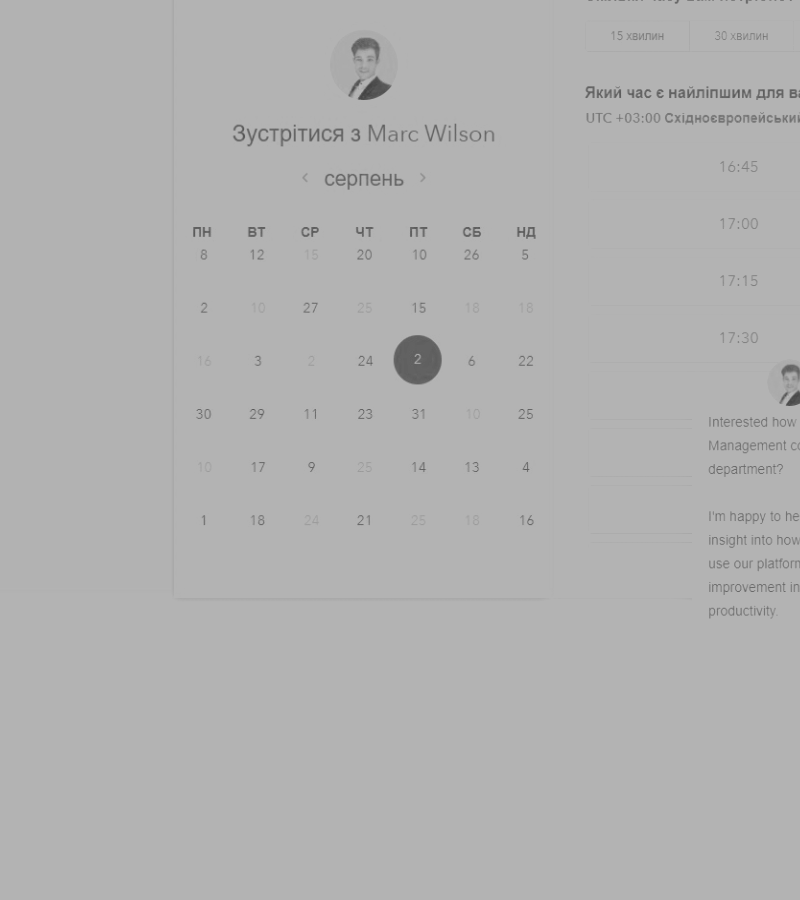 Зустрітися з Marc Wilson
‹ серпень ›
ПН ВТ СР ЧТ ПТ СБ НД
8 12 15 20 10 26 5
2 10 27 25 15 18 18
16 3 2 24 2 6 22
30 29 11 23 31 10 25
10 17 9 25 14 13 4
1 18 24 21 25 18 16
15 хвилин 30 хвилин
Який час є найліпшим для ва
UTC +03:00 Східноєвропейськи
16:45
17:00
17:15
17:30
Interested how
Management co
department?
I'm happy to he
insight into how
use our platform
improvement in
productivity.